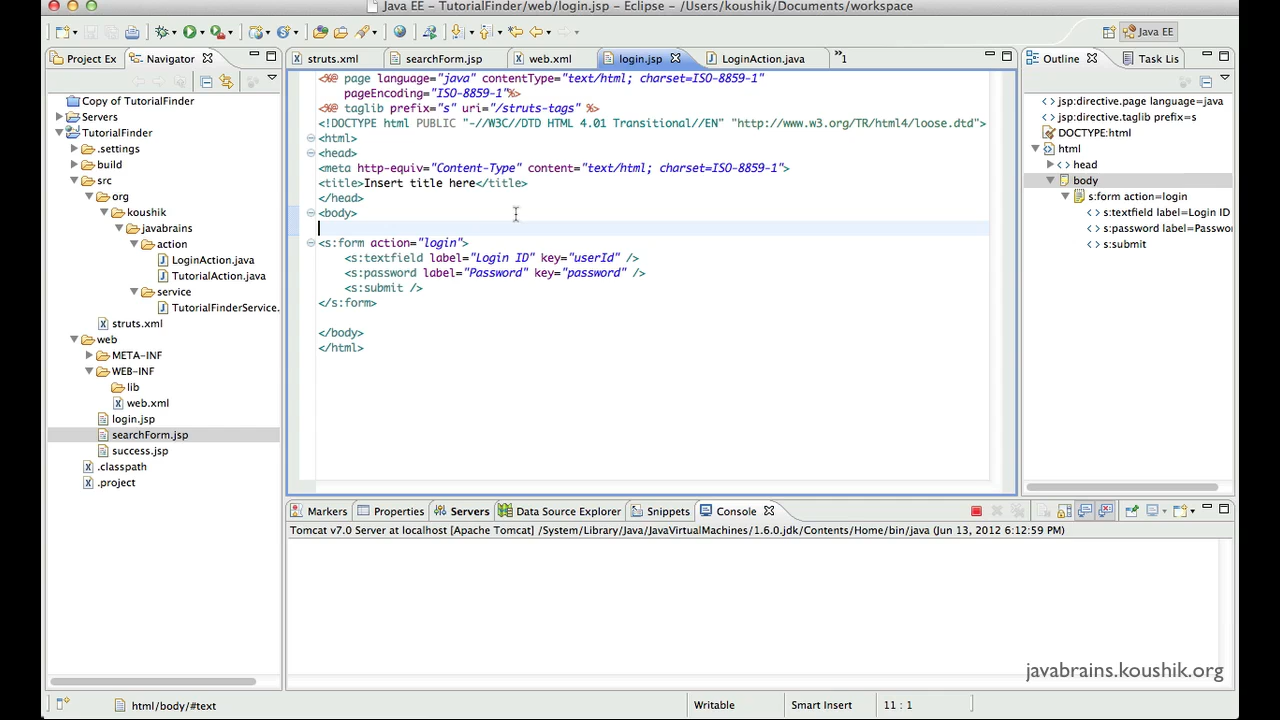 Java EE - TutorialFinder/web/login.jsp - Eclipse - /Users/koushik/Documents/workspace
Java EE
Project Ex
Navigator
struts.xml
searchForm.jsp
web.xml
login.jsp
LoginAction.java
»1
Outline
Task Lis
Copy of TutorialFinder
Servers
TutorialFinder
.settings
build
src
org
koushik
javabrains
action
LoginAction.java
TutorialAction.java
service
TutorialFinderService.
struts.xml
web
META-INF
WEB-INF
lib
web.xml
login.jsp
searchForm.jsp
success.jsp
.classpath
.project
<%@ page language="java" contentType="text/html; charset=ISO-8859-1"
pageEncoding="ISO-8859-1"%>
<%@ taglib prefix="s" uri="/struts-tags" %>
<!DOCTYPE html PUBLIC "-//W3C//DTD HTML 4.01 Transitional//EN" "http://www.w3.org/TR/html4/loose.dtd">
<html>
<head>
<meta http-equiv="Content-Type" content="text/html; charset=ISO-8859-1">
<title>Insert title here</title>
</head>
<body>
<s:form action="login">
<s:textfield label="Login ID" key="userId" />
<s:password label="Password" key="password" />
<s:submit />
</s:form>
</body>
</html>
jsp:directive.page language=java
jsp:directive.taglib prefix=s
DOCTYPE:html
html
head
body
s:form action=login
s:textfield label=Login ID
s:password label=Passwo
s:submit
Markers
Properties
Servers
Data Source Explorer
Snippets
Console
Tomcat v7.0 Server at localhost [Apache Tomcat] /System/Library/Java/JavaVirtualMachines/1.6.0.jdk/Contents/Home/bin/java (Jun 13, 2012 6:12:59 PM)
javabrains.koushik.org
html/body/#text
Writable
Smart Insert
11 : 1